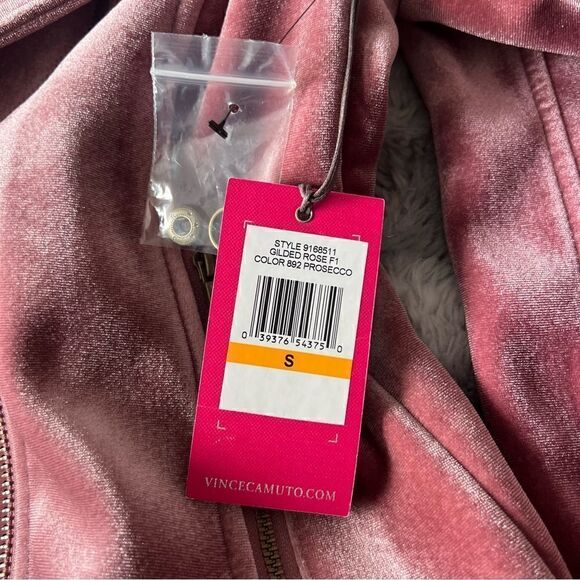 STYLE 9168511
GILDED ROSE F1
COLOR 892 PROSECCO
0 39376 54375 0
S
VINCECAMUTO.COM